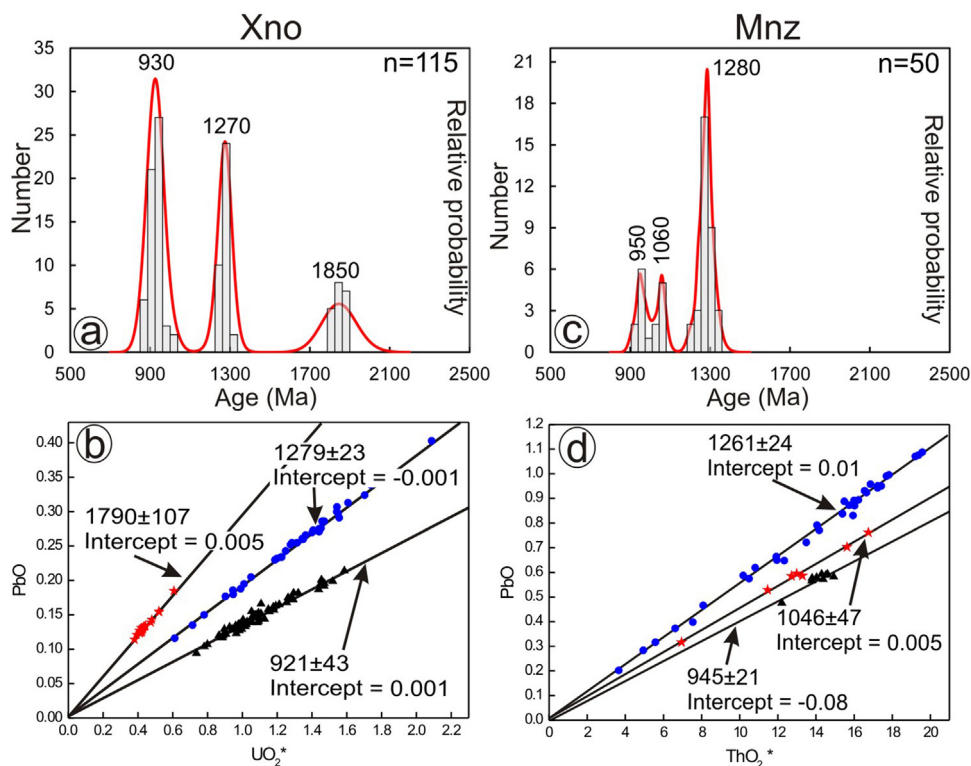 Xno
35
30
25
20
15
10
5
0
Number
930
1270
1850
n=115
Relative probability
a
500 900 1300 1700 2100 2500
Age (Ma)
Mnz
21
18
15
12
9
6
3
0
Number
950
1060
1280
n=50
Relative probability
c
500 900 1300 1700 2100 2500
Age (Ma)
b
0.40
0.30
0.20
0.15
0.10
0.05
0.00
PbO
1279±23
Intercept = -0.001
1790±107
Intercept = 0.005
921±43
Intercept = 0.001
0.0 0.2 0.4 0.6 0.8 1.0 1.2 1.4 1.6 1.8 2.0 2.2
UO₂*
d
1.2
1.1
1.0
0.9
0.8
0.7
0.6
0.5
0.4
0.3
0.2
0.1
0.0
PbO
1261±24
Intercept = 0.01
1046±47
Intercept = 0.005
945±21
Intercept = -0.08
0 2 4 6 8 10 12 14 16 18 20
ThO₂*